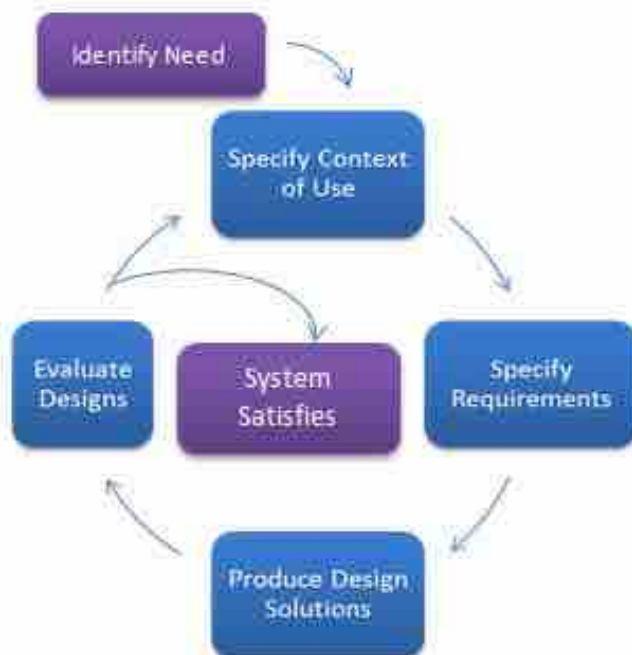 Identify Need
Specify Context
of Use
Evaluate
Designs
System
Satisfies
Specify
Requirements
Produce Design
Solutions